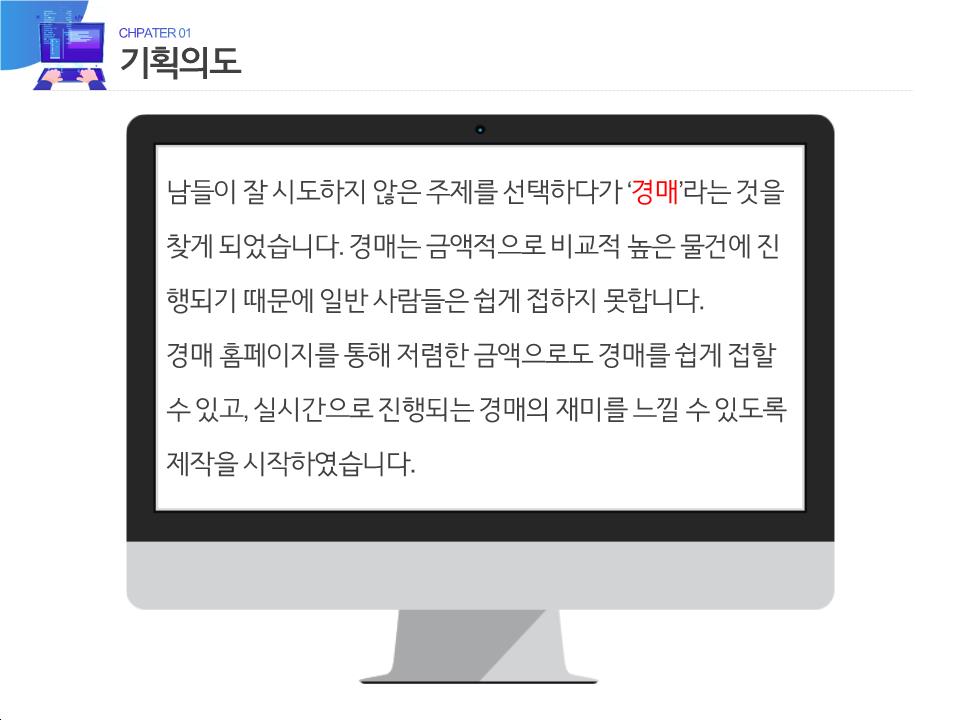 CHPATER 01
기획의도
남들이 잘 시도하지 않은 주제를 선택하다가 ‘경매’라는 것을
찾게 되었습니다. 경매는 금액적으로 비교적 높은 물건에 진
행되기 때문에 일반 사람들은 쉽게 접하지 못합니다.
경매 홈페이지를 통해 저렴한 금액으로도 경매를 쉽게 접할
수 있고, 실시간으로 진행되는 경매의 재미를 느낄 수 있도록
제작을 시작하였습니다.